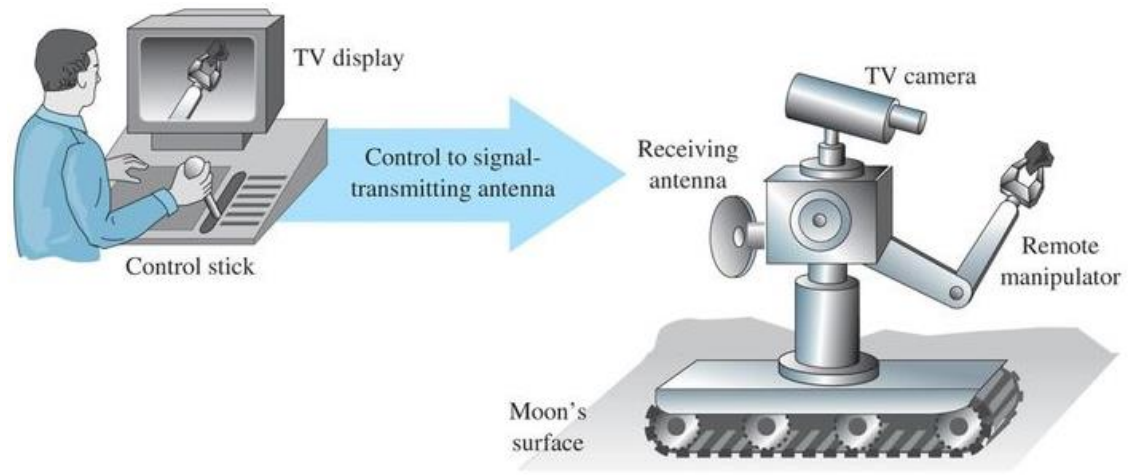 TV display
Control to signal-
transmitting antenna
Control stick
TV camera
Receiving
antenna
Remote
manipulator
Moon's
surface